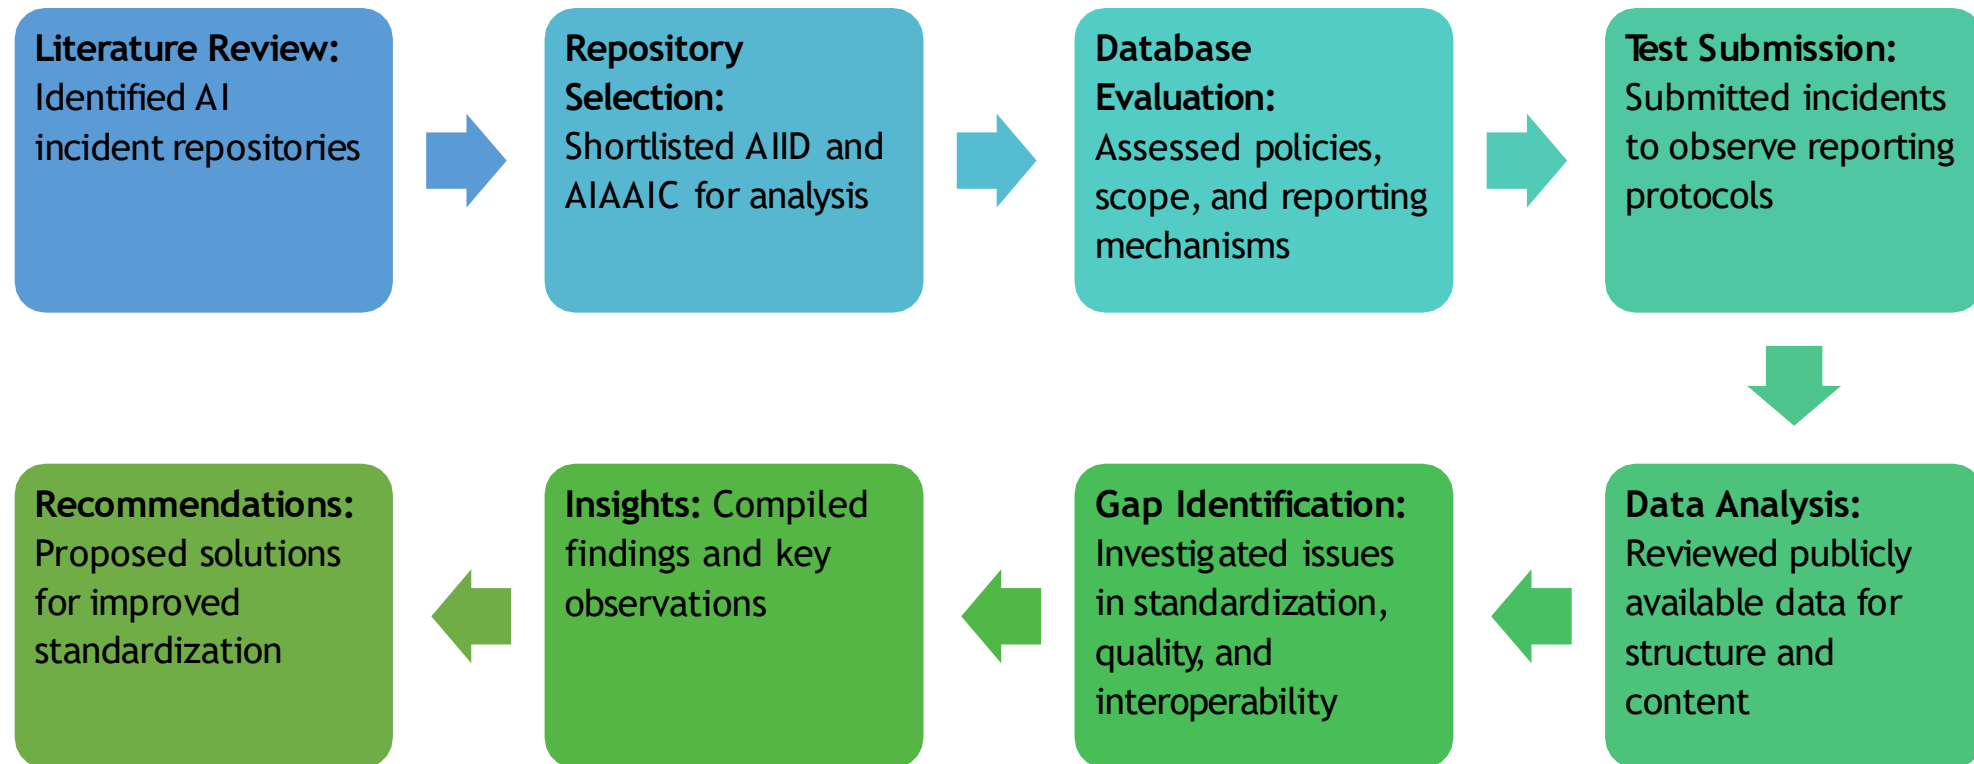 Literature Review:
Identified AI
incident repositories
Repository
Selection:
Shortlisted AIID and
AIAAIC for analysis
Database
Evaluation:
Assessed policies,
scope, and reporting
mechanisms
Test Submission:
Submitted incidents
to observe reporting
protocols
Data Analysis:
Reviewed publicly
available data for
structure and
content
Gap Identification:
Investigated issues
in standardization,
quality, and
interoperability
Insights: Compiled
findings and key
observations
Recommendations:
Proposed solutions
for improved
standardization